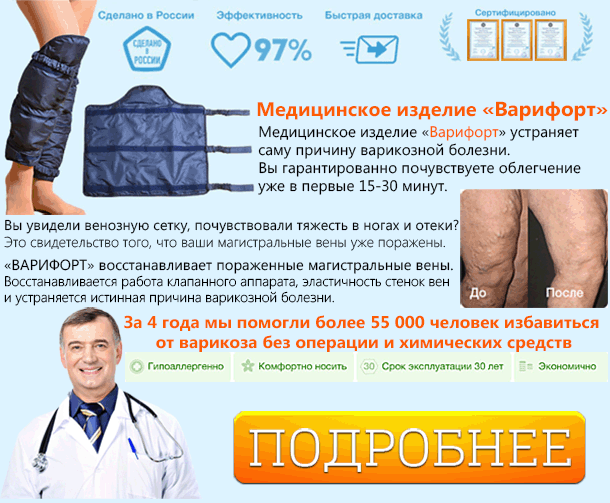 Сделано в России
Эффективность
Быстрая доставка
Сертифицировано
СДЕЛАНО
В
РОССИИ
97%
Медицинское изделие «Варифорт»
Медицинское изделие «Варифорт» устраняет
саму причину варикозной болезни.
Вы гарантированно почувствуете облегчение
уже в первые 15-30 минут.
Вы увидели венозную сетку, почувствовали тяжесть в ногах и отеки?
Это свидетельство того, что ваши магистральные вены уже поражены.
«ВАРИФОРТ» восстанавливает пораженные магистральные вены.
Восстанавливается работа клапанного аппарата, эластичность стенок вен
и устраняется истинная причина варикозной болезни.
До
После
За 4 года мы помогли более 55 000 человек избавиться
от варикоза без операции и химических средств
Гипоаллергенно
Комфортно носить
30 Срок эксплуатации 30 лет
Экономично
ПОДРОБНЕЕ